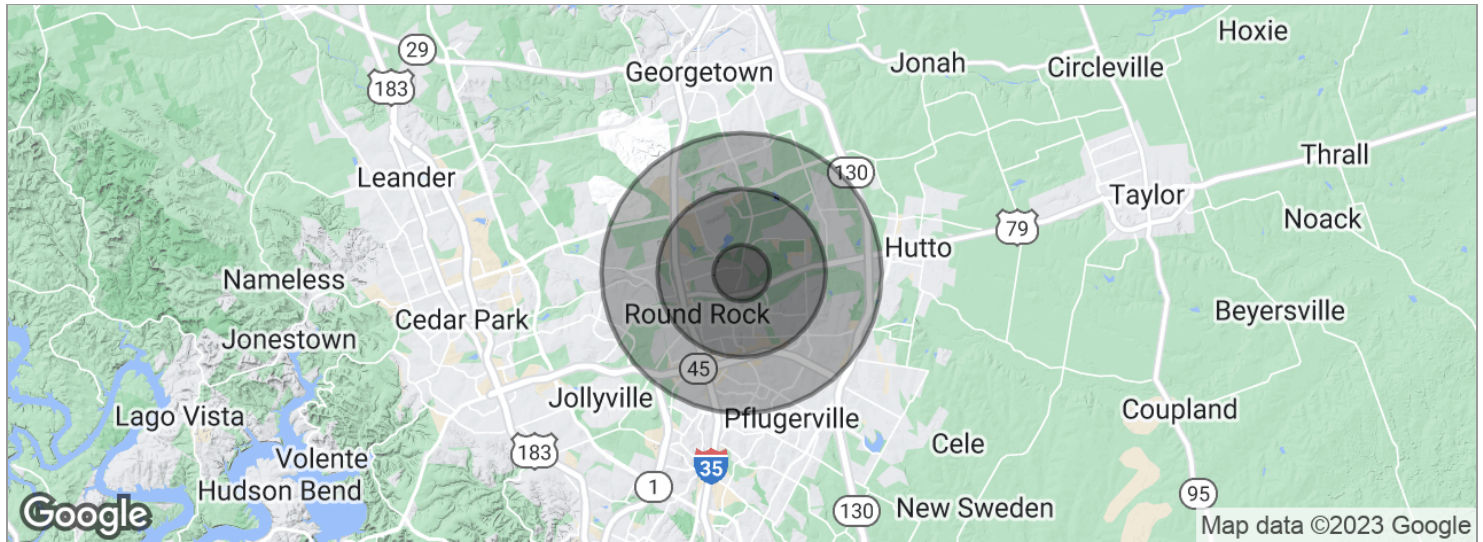 Hoxie
29
Georgetown
Jonah
Circleville
183
Thrall
130
Leander
Taylor
Noack
79
Hutto
Nameless
Beyersville
Round Rock
Cedar Park
Jonestown
45
Jollyville
Coupland
Lago Vista
Pflugerville
Cele
183
Volente
35
Hudson Bend
1
95
New Sweden
130
Google
Map data ©2023 Google